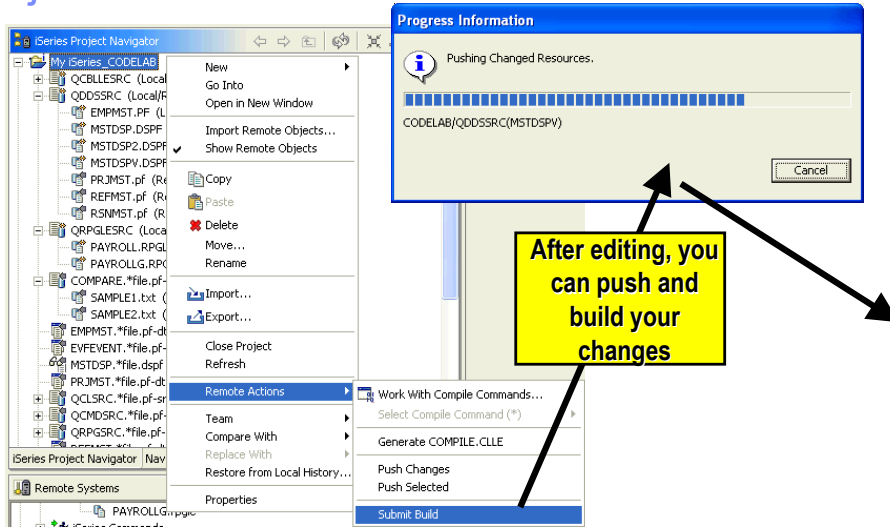 iSeries Project Navigator
My iSeries_CODELAB
QCBLLESRC (Local
QDDSSRC (Local/R
EMPMST.PF (L
MSTDSP.DSPF
MSTDSP2.DSPF
MSTDSPV.DSPF
PRJMST.pf (Re
REFMST.pf (Re
RSNMST.pf (R
QRPGLESRC (Loca
PAYROLL.RPGL
PAYROLLG.RPG
COMPARE.*file.pf-
SAMPLE1.txt (
SAMPLE2.txt (
EMPMST.*file.pf-dt
EVFEVENT.*file.pf-
MSTDSP.*file.dspf
PRJMST.*file.pf-dt
QCLSRC.*file.pf-sr
QCMDSRC.*file.pf-
QRPGSRC.*file.pf-
iSeries Project Navigator Nav
Remote Systems
PAYROLLG.rpgle
iSeries Commands
New
Go Into
Open in New Window
Import Remote Objects...
Show Remote Objects
Copy
Paste
Delete
Move...
Rename
Import...
Export...
Close Project
Refresh
Remote Actions
Team
Compare With
Replace With
Restore from Local History...
Properties
Work With Compile Commands...
Select Compile Command (*)
Generate COMPILE.CLLE
Push Changes
Push Selected
Submit Build
Progress Information
Pushing Changed Resources.
CODELAB/QDDSSRC(MSTDSPV)
Cancel
After editing, you
can push and
build your
changes